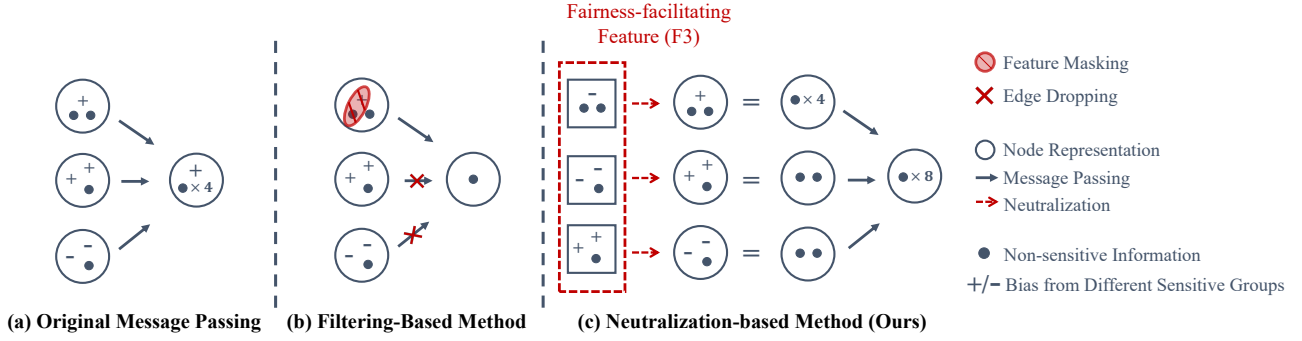 Fairness-facilitating
Feature (F3)
+
+ +
- -
+
× 4
+
+ +
- -
-
- -
+ +
+
+ +
- -
=
=
=
× 4
× 8
Feature Masking
Edge Dropping
Node Representation
Message Passing
Neutralization
Non-sensitive Information
+/- Bias from Different Sensitive Groups
(a) Original Message Passing
(b) Filtering-Based Method
(c) Neutralization-based Method (Ours)